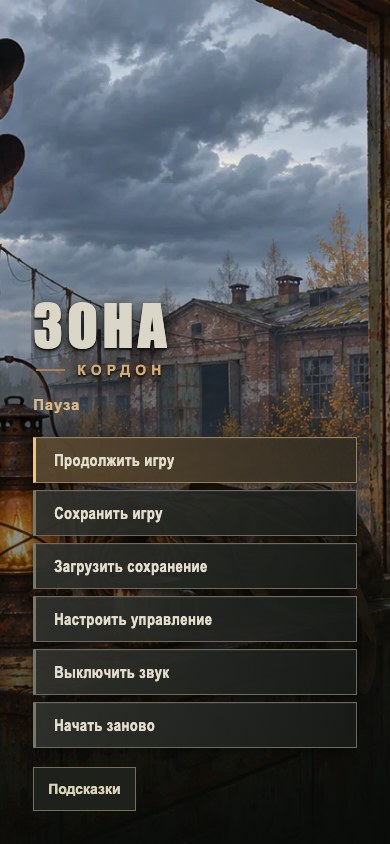 ЗОНА
КОРДОН
Пауза
Продолжить игру
Сохранить игру
Загрузить сохранение
Настроить управление
Выключить звук
Начать заново
Подсказки